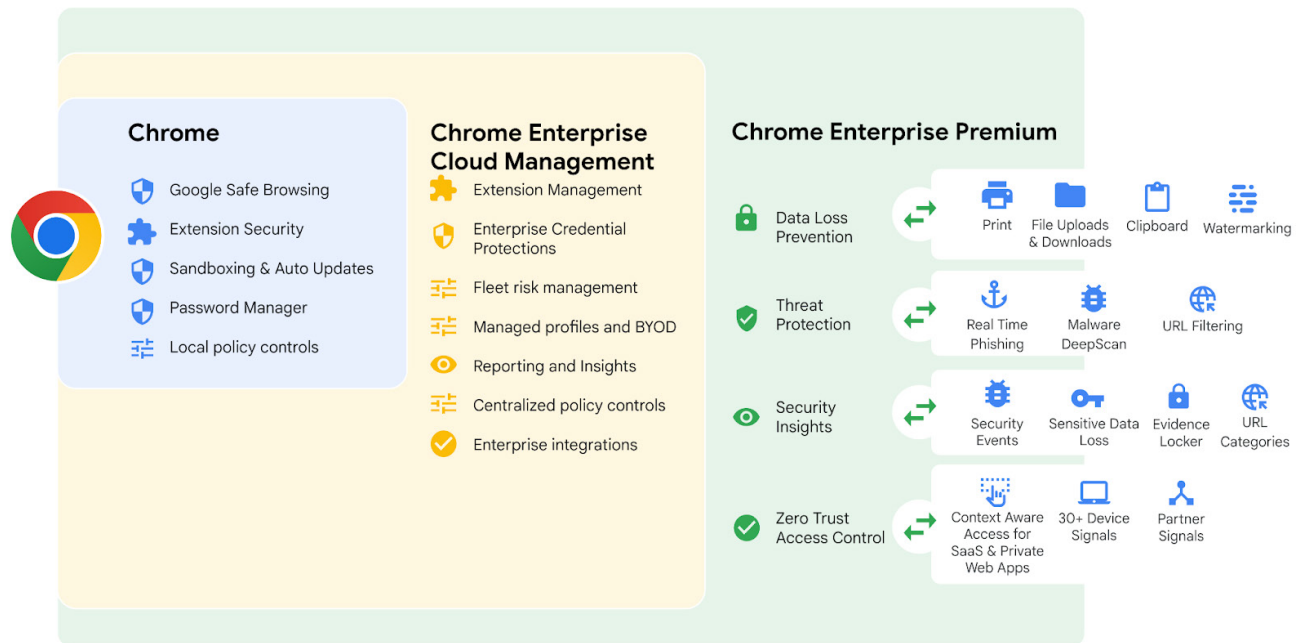 Chrome
Google Safe Browsing
Extension Security
Sandboxing & Auto Updates
Password Manager
Local policy controls
Chrome Enterprise
Cloud Management
Extension Management
Enterprise Credential
Protections
Fleet risk management
Managed profiles and BYOD
Reporting and Insights
Centralized policy controls
Enterprise integrations
Chrome Enterprise Premium
Data Loss
Prevention
Print
File Uploads
& Downloads
Clipboard
Watermarking
Threat
Protection
Real Time
Phishing
Malware
DeepScan
URL Filtering
Security
Insights
Security
Events
Sensitive Data
Loss
Evidence
Locker
URL
Categories
Zero Trust
Access Control
Context Aware
Access for
SaaS & Private
Web Apps
30+ Device
Signals
Partner
Signals